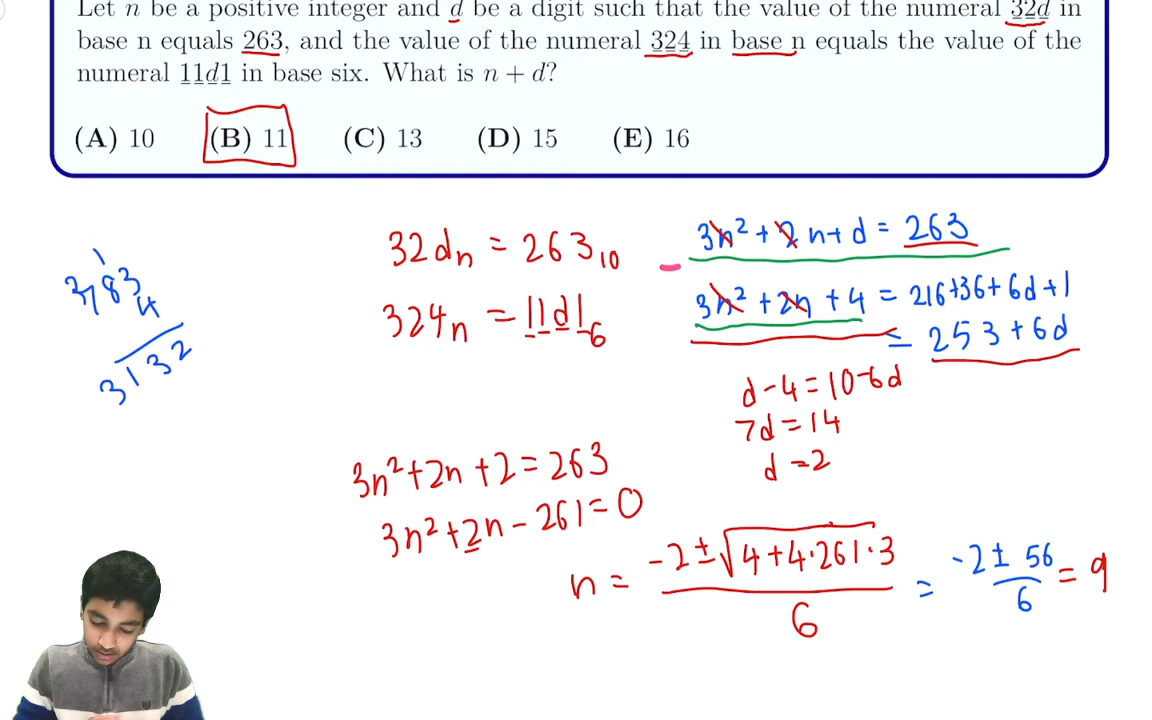 Let n be a positive integer and d be a digit such that the value of the numeral 32d in
base n equals 263, and the value of the numeral 324 in base n equals the value of the
numeral 11d1 in base six. What is n + d?
(A) 10 (B) 11 (C) 13 (D) 15 (E) 16
32dₙ = 263₁₀
324ₙ = 11d1₆
3n² + 2n + d = 263
3n² + 2n + 4 = 216+36+6d+1
= 253+6d
d-4=10-6d
7d=14
d=2
1
783
4
3132
3n²+2n+2=263
3n²+2n-261=0
n = -2±√4+4·261·3 / 6 = -2± 56 / 6 = 9